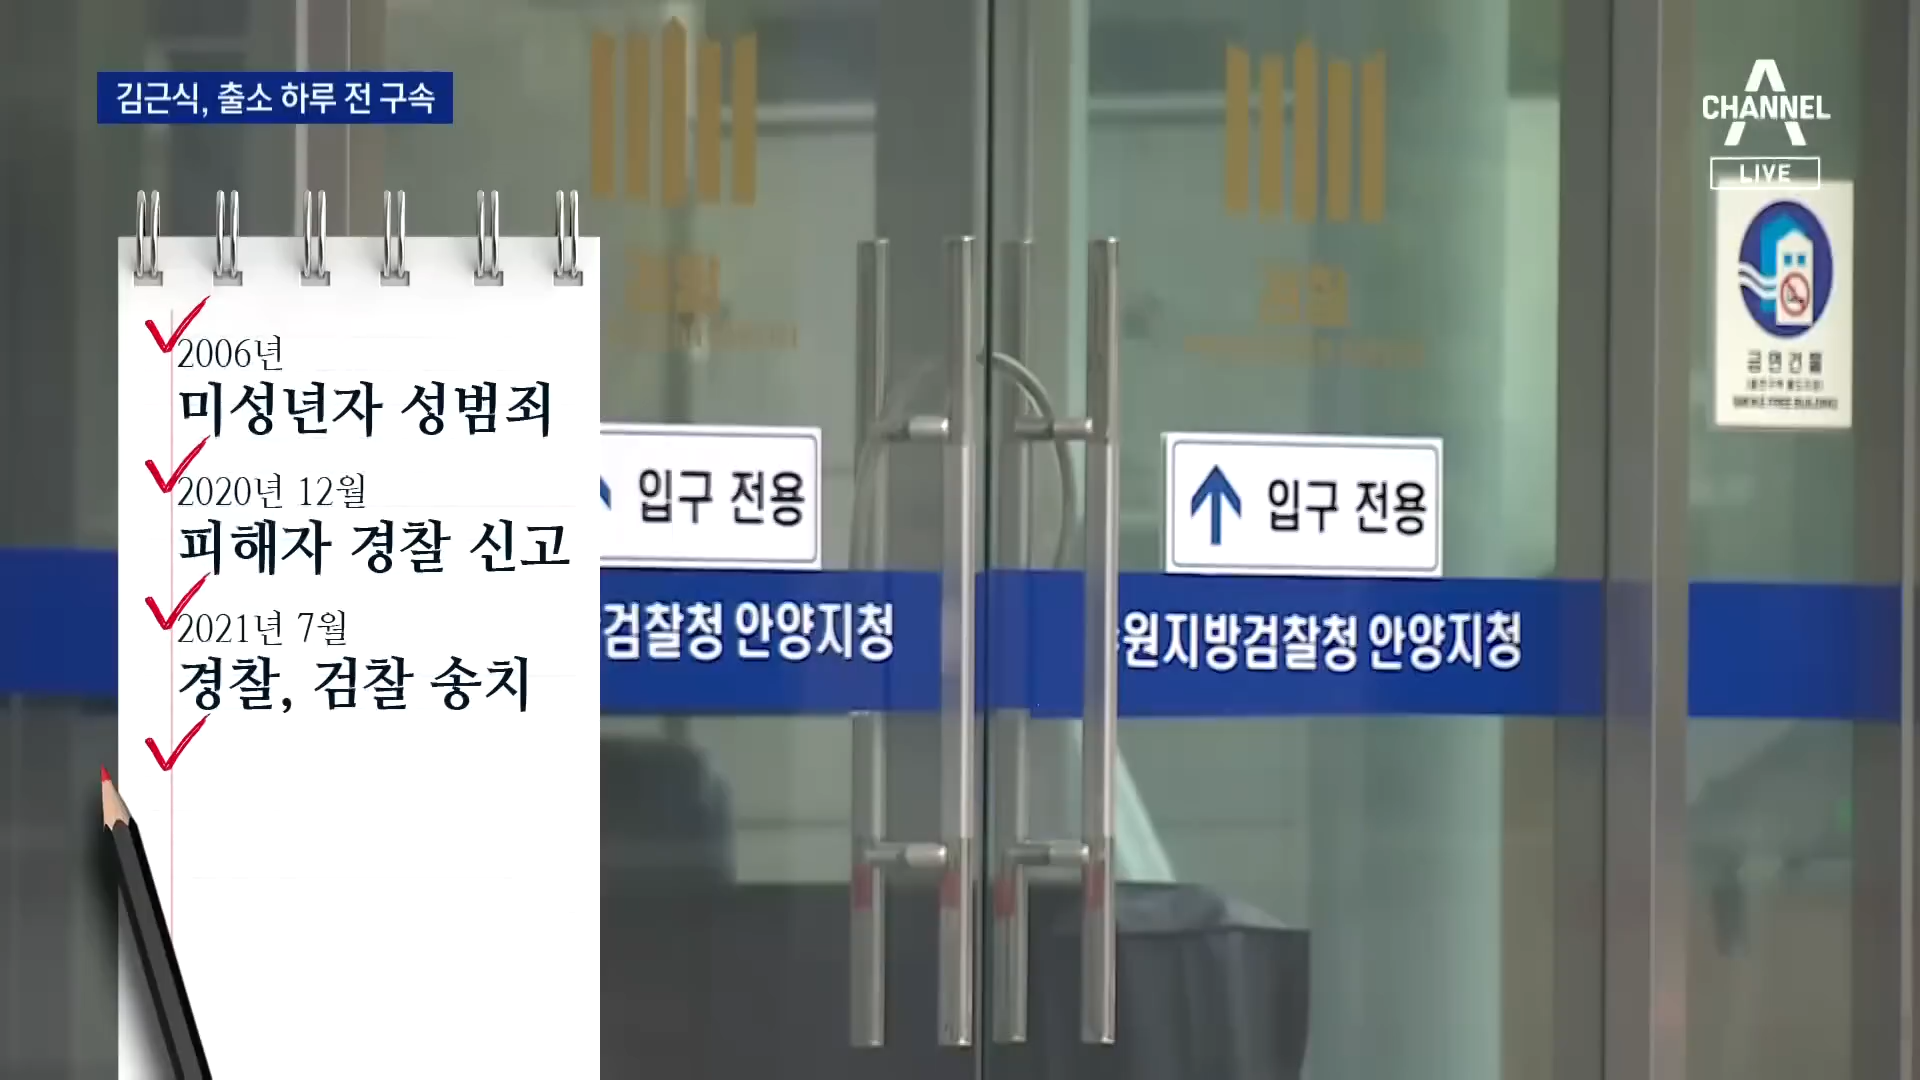 김근식, 출소 하루 전 구속
CHANNEL A
LIVE
2006년
미성년자 성범죄
2020년 12월
피해자 경찰 신고
2021년 7월
경찰, 검찰 송치
입구 전용
입구 전용
검찰청 안양지청
원지방검찰청 안양지청
검찰
검찰
금연건물